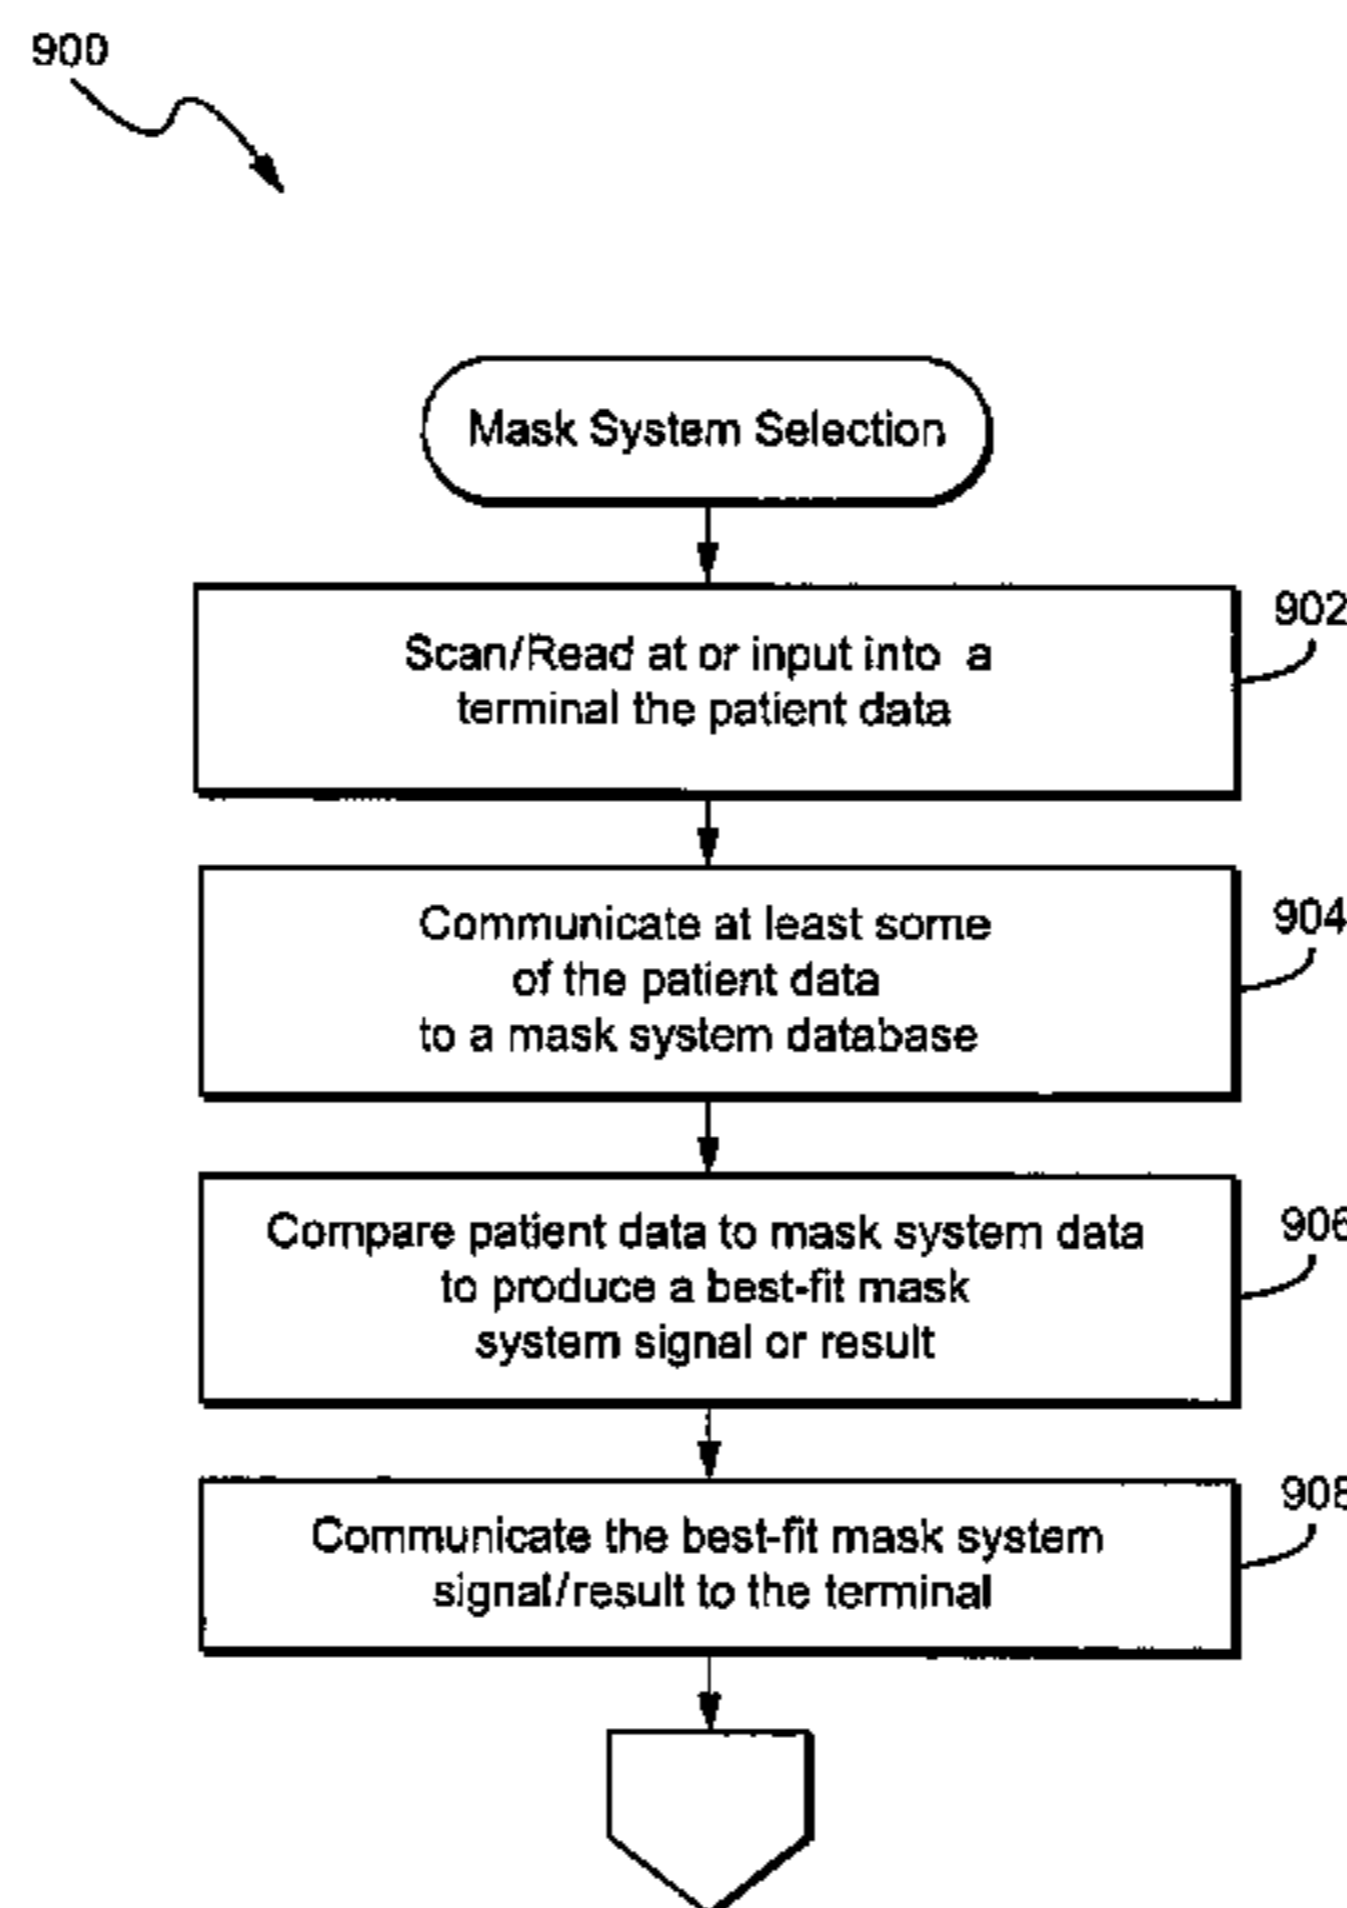 900
Mask System Selection
Scan/Read at or input into a
terminal the patient data
902
Communicate at least some
of the patient data
to a mask system database
904
Compare patient data to mask system data
to produce a best-fit mask
system signal or result
906
Communicate the best-fit mask system
signal/result to the terminal
908